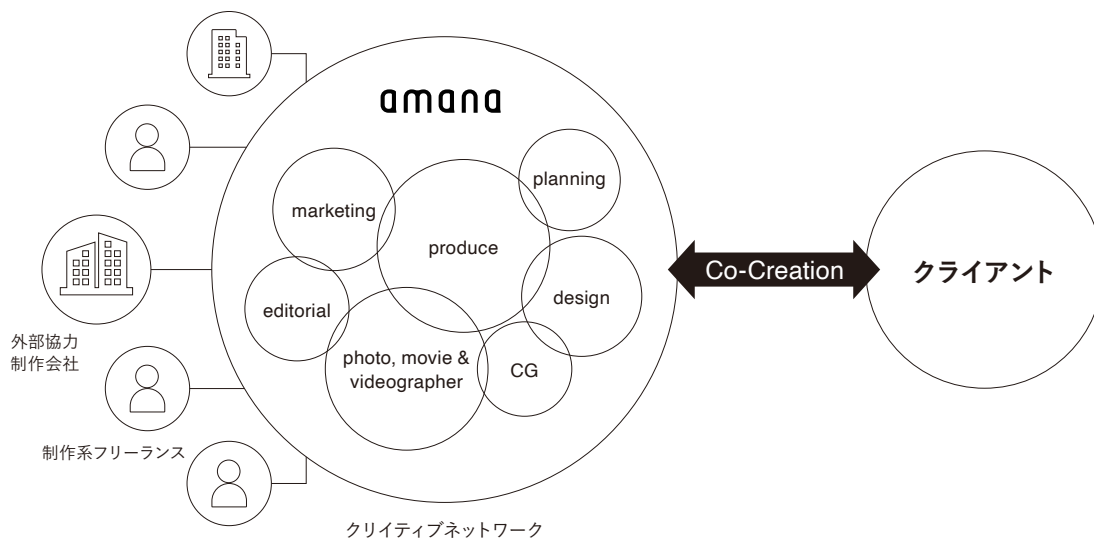 amana
planning
marketing
produce
Co-Creation
クライアント
design
editorial
外部協力
制作会社
photo, movie &
videographer
CG
制作系フリーランス
クリイティブネットワーク